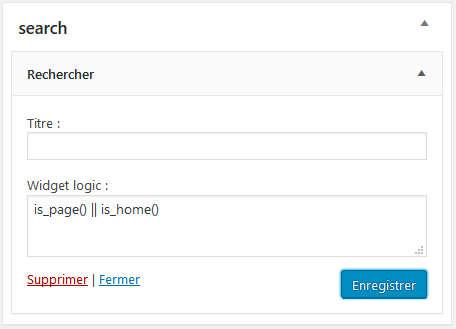 search
Rechercher
Titre :
Widget logic :
is_page() || is_home()
Supprimer | Fermer
Enregistrer